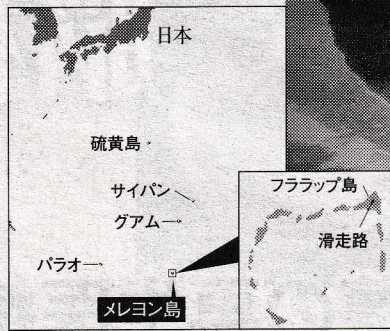 日本
硫黄島
サイパン
グアム
パラオ
メレヨン島
フララップ島
滑走路